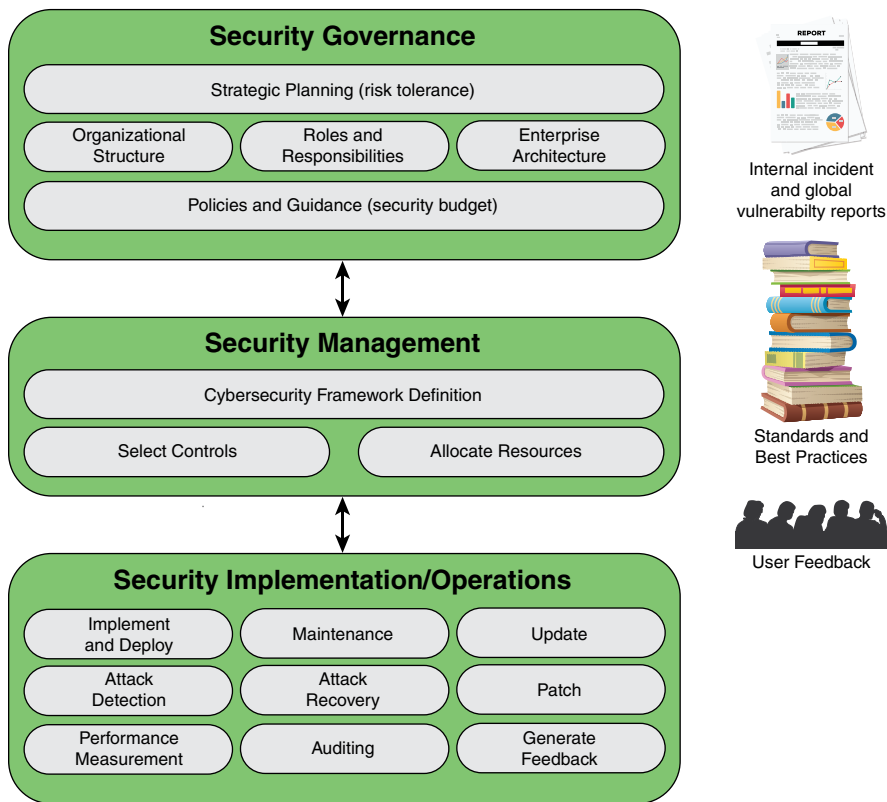 Security Governance
Strategic Planning (risk tolerance)
Organizational
Structure
Roles and
Responsibilities
Enterprise
Architecture
Policies and Guidance (security budget)
Security Management
Cybersecurity Framework Definition
Select Controls
Allocate Resources
Security Implementation/Operations
Implement
and Deploy
Maintenance
Update
Attack
Detection
Attack
Recovery
Patch
Performance
Measurement
Auditing
Generate
Feedback
REPORT
Internal incident
and global
vulnerabilty reports
Standards and
Best Practices
User Feedback